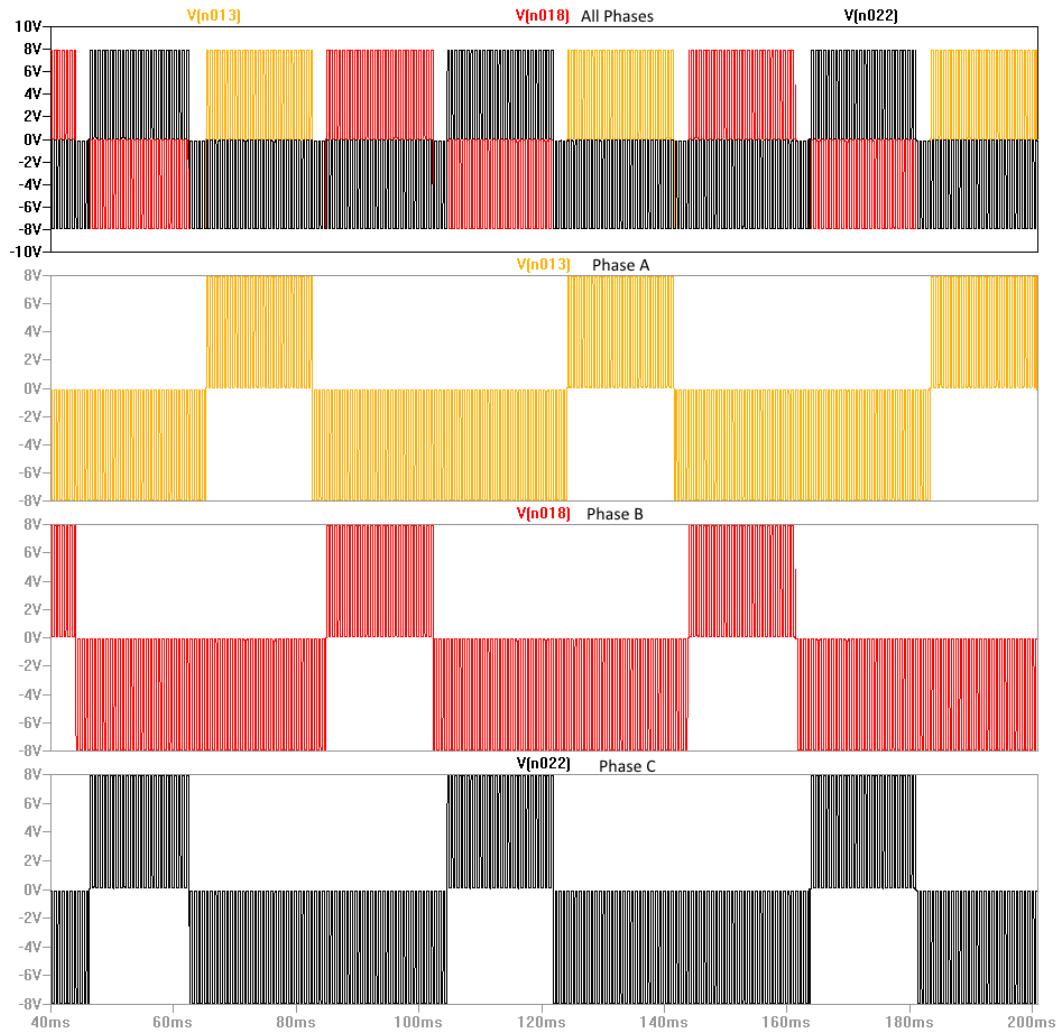 V(n013) V(n018) All Phases V(n022)
10V
8V
6V
4V
2V
0V
-2V
-4V
-6V
-8V
-10V
V(n013) Phase A
8V
6V
4V
2V
0V
-2V
-4V
-6V
-8V
V(n018) Phase B
8V
6V
4V
2V
0V
-2V
-4V
-6V
-8V
V(n022) Phase C
8V
6V
4V
2V
0V
-2V
-4V
-6V
-8V
40ms 60ms 80ms 100ms 120ms 140ms 160ms 180ms 200ms